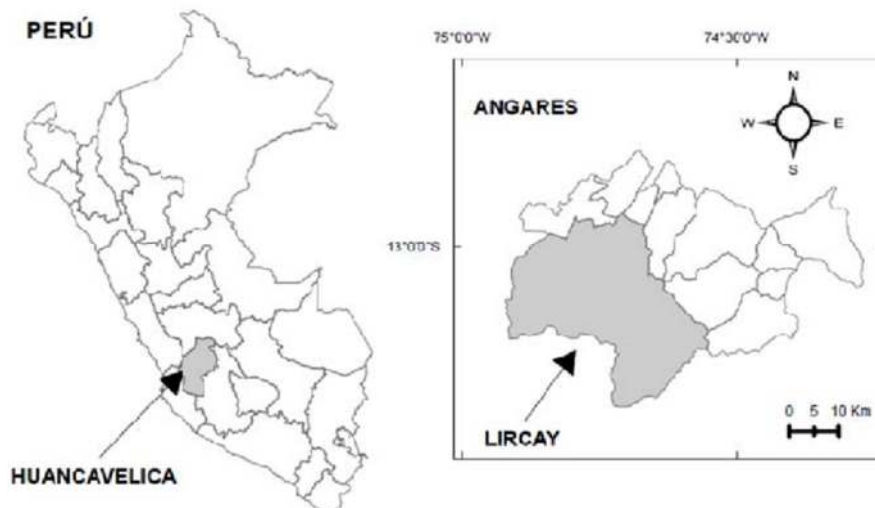 PERÚ
HUANCAVELICA
75°0'0"W
74°30'0"W
ANGARES
N
W
E
S
13°0'0"S
LIRCAY
0 5 10 Km